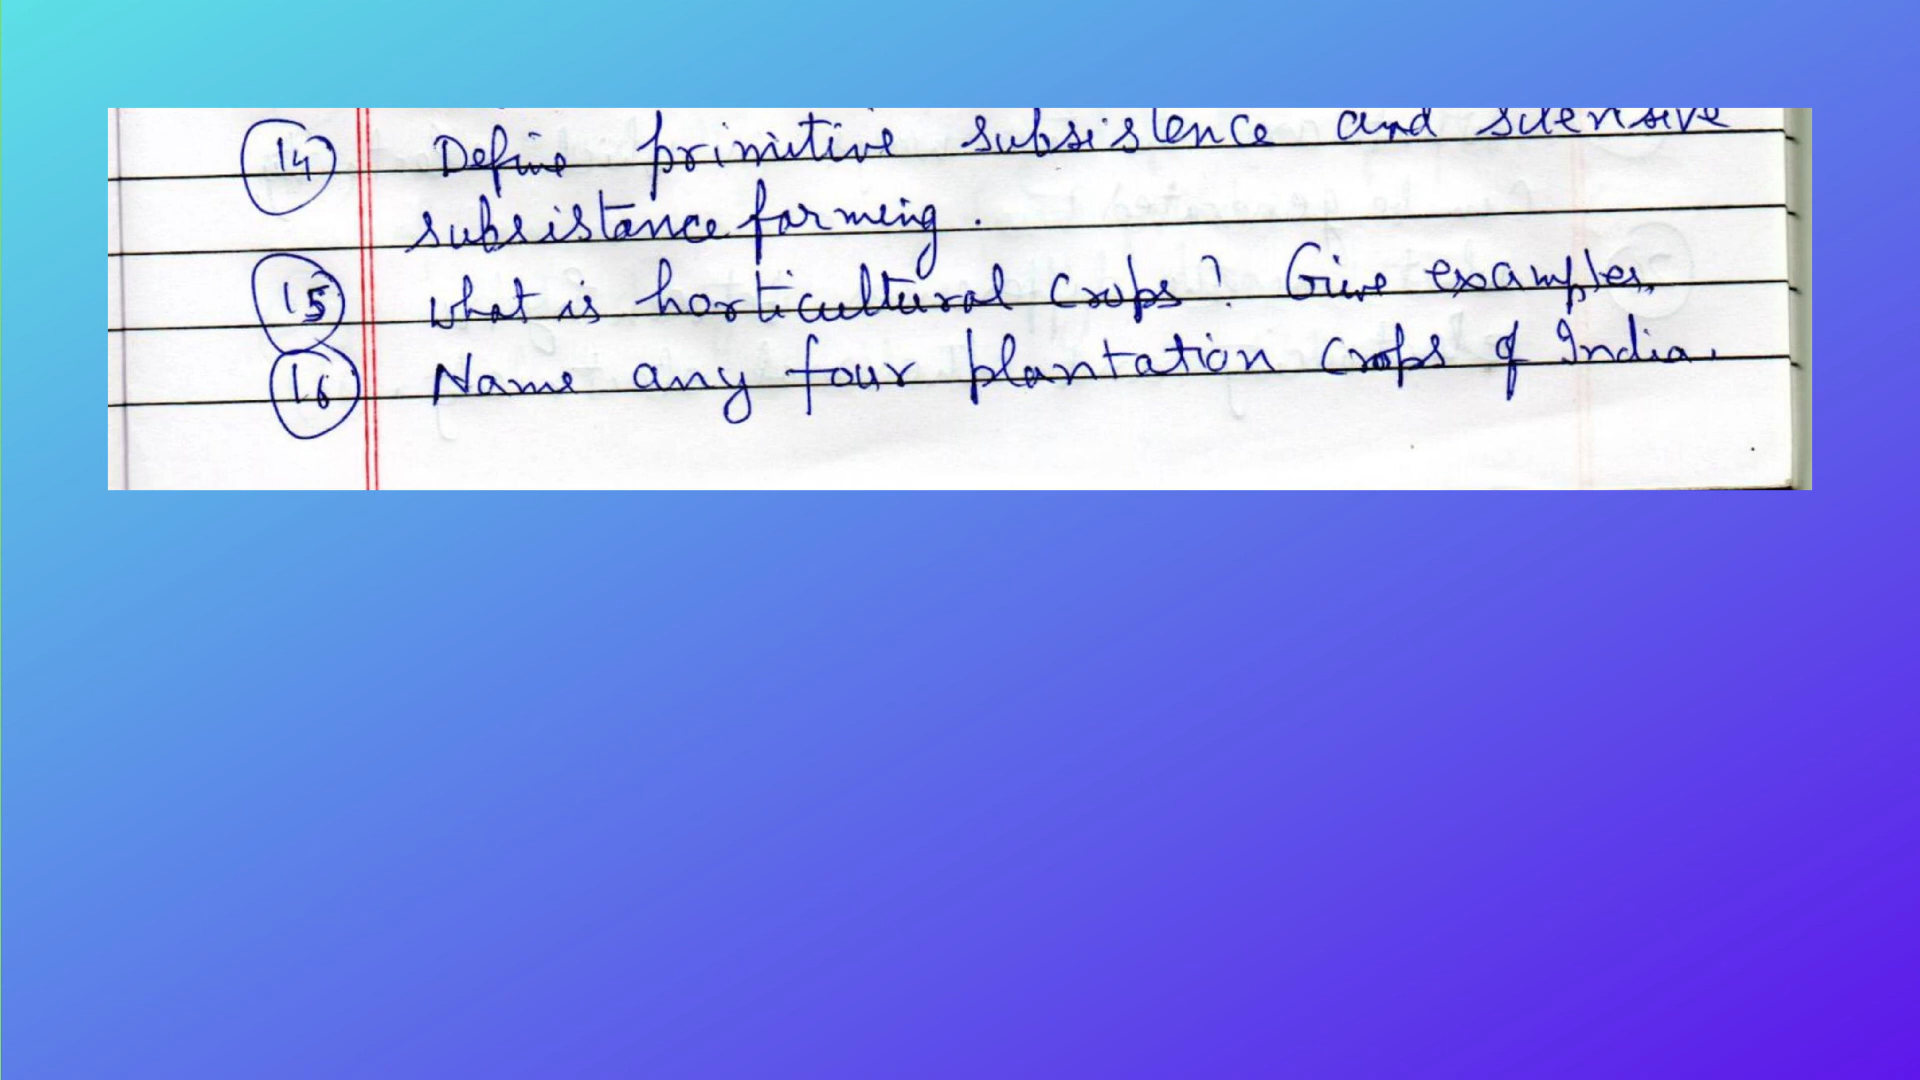 14 Define primitive subsistence and
subsistance farming.
15 What is horticultural crops? Give examples.
16 Name any four plantation crops of India.